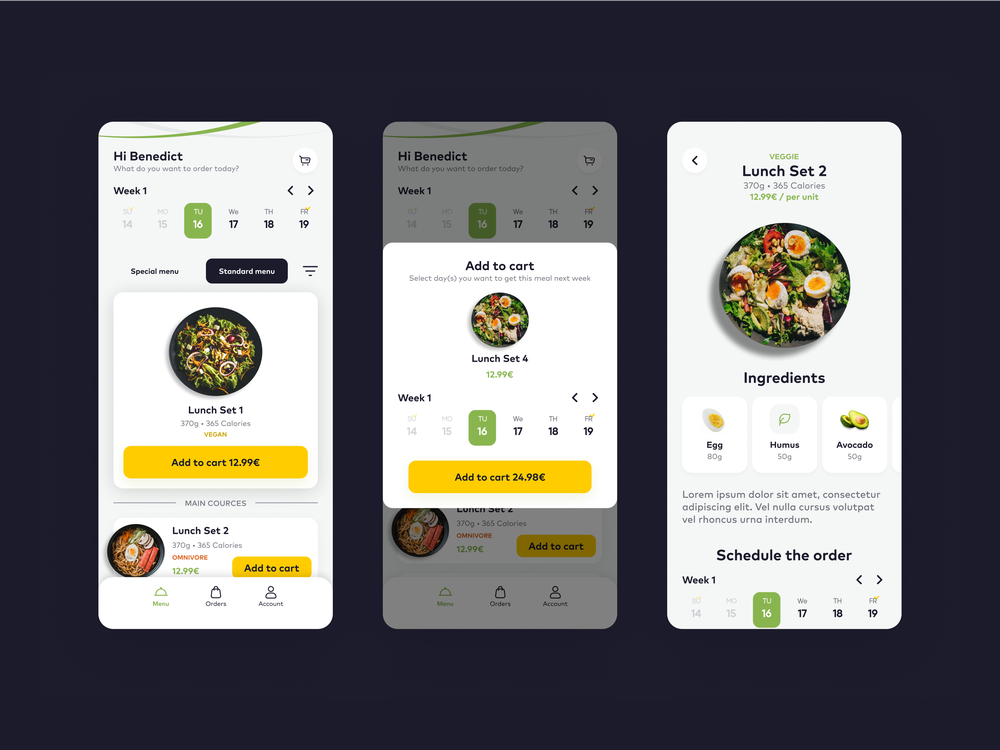 Hi Benedict
What do you want to order today?
Week 1
SU MO TU We TH FR
14 15 16 17 18 19
Special menu Standard menu
Lunch Set 1
370g • 365 Calories
VEGAN
Add to cart 12.99€
MAIN COURCES
Lunch Set 2
370g • 365 Calories
OMNIVORE
12.99€ Add to cart
Menu Orders Account
Hi Benedict
What do you want to order today?
Week 1
SU MO TU We TH FR
14 15 16 17 18 19
Add to cart
Select day(s) you want to get this meal next week
Lunch Set 4
12.99€
Week 1
SU MO TU We TH FR
14 15 16 17 18 19
Add to cart 24.98€
Lunch Set 2
370g • 365 Calories
OMNIVORE
12.99€ Add to cart
Menu Orders Account
VEGGIE
Lunch Set 2
370g • 365 Calories
12.99€ / per unit
Ingredients
Egg Humus Avocado
80g 50g 50g
Lorem ipsum dolor sit amet, consectetur
adipiscing elit. Vel nulla cursus volutpat
vel rhoncus urna interdum.
Schedule the order
Week 1
SU MO TU We TH FR
14 15 16 17 18 19